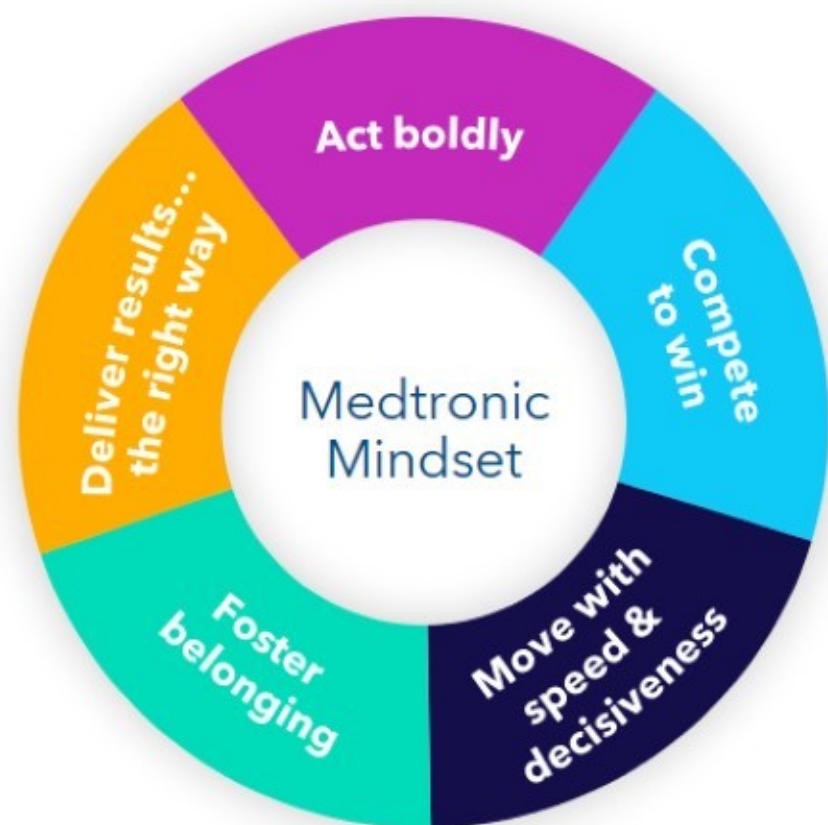 Act boldly
Compete
to win
Move with
speed &
decisiveness
Foster
belonging
Deliver results...
the right way
Medtronic
Mindset